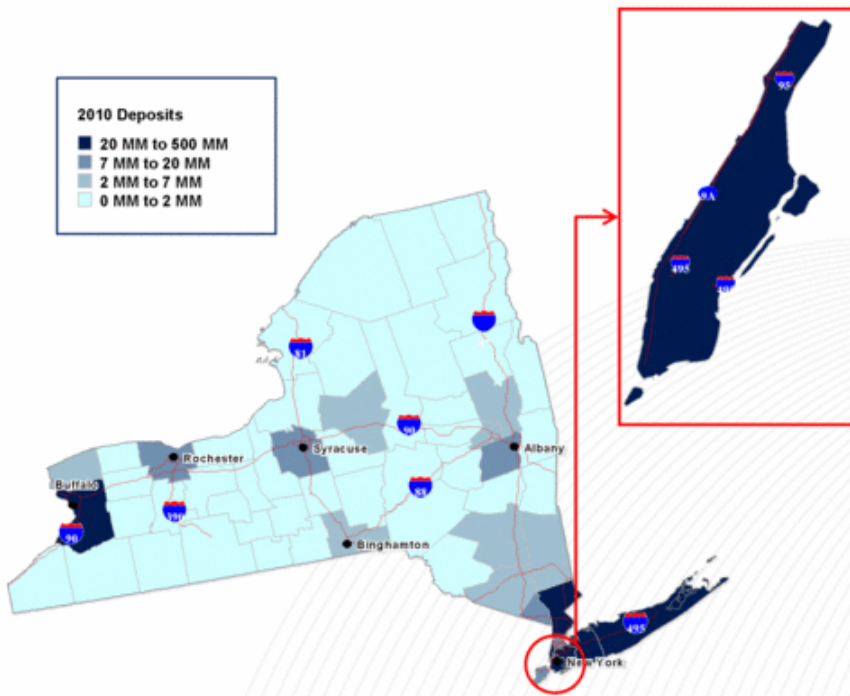 2010 Deposits
20 MM to 500 MM
7 MM to 20 MM
2 MM to 7 MM
0 MM to 2 MM
95
9A
495
81
90
Syracuse
Albany
Rochester
Buffalo
88
390
90
Binghamton
495
New York